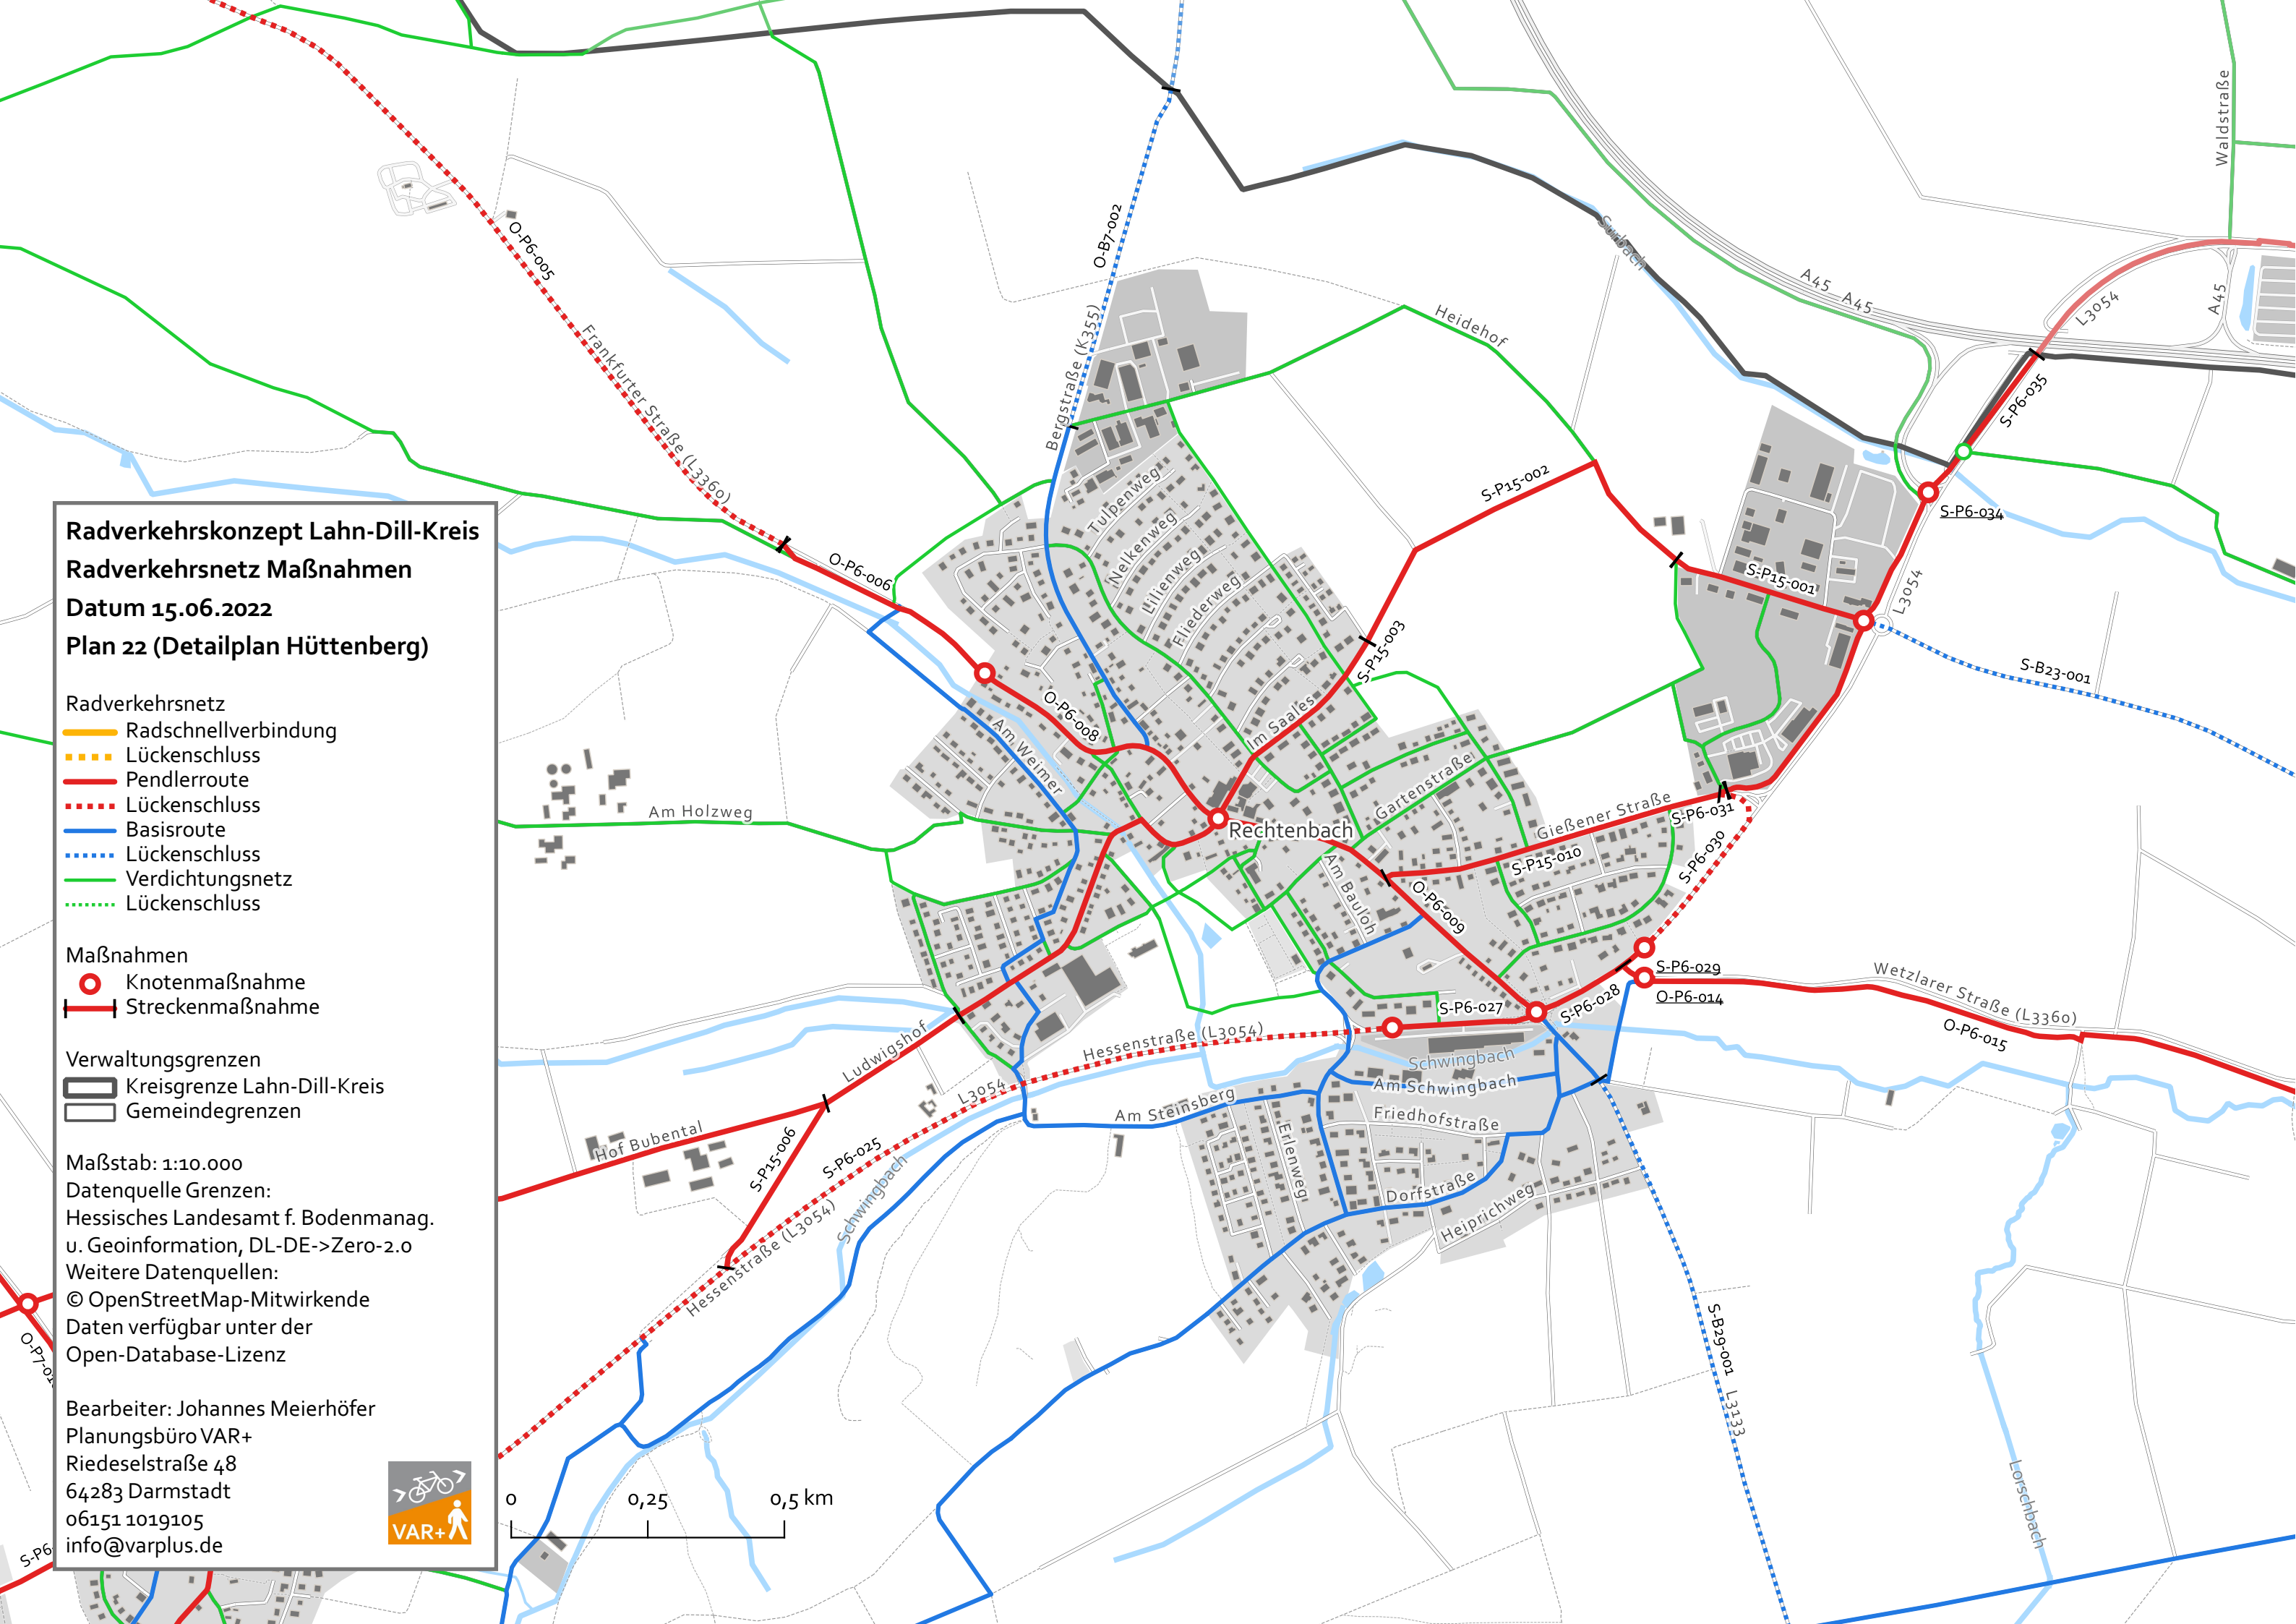 Radverkehrskonzept Lahn-Dill-Kreis
Radverkehrsnetz Maßnahmen
Datum 15.06.2022
Plan 22 (Detailplan Hüttenberg)
Radverkehrsnetz
Radschnellverbindung
Lückenschluss
Pendlerroute
Lückenschluss
Basisroute
Lückenschluss
Verdichtungsnetz
Lückenschluss
Maßnahmen
Knotenmaßnahme
Streckenmaßnahme
Verwaltungsgrenzen
Kreisgrenze Lahn-Dill-Kreis
Gemeindegrenzen
Maßstab: 1:10.000
Datenquelle Grenzen:
Hessisches Landesamt f. Bodenmanag.
u. Geoinformation, DL-DE->Zero-2.0
Weitere Datenquellen:
© OpenStreetMap-Mitwirkende
Daten verfügbar unter der
Open-Database-Lizenz
Bearbeiter: Johannes Meierhöfer
Planungsbüro VAR+
Riedeselstraße 48
64283 Darmstadt
06151 1019105
info@varplus.de
VAR+
0
0,25
0,5 km
O-P6-005
Frankfurter Straße (L3360)
O-P6-006
O-P6-008
O-B7-002
Bergstraße (K355)
Tulpenweg
Nelkenweg
Lilienweg
Fliederweg
Im Saales
Heidehof
Surbach
A45
A45
A45
L3054
Waldstraße
S-P6-035
S-P6-034
L3054
S-P15-001
S-P15-002
S-P15-003
S-B23-001
Am Weimer
Am Holzweg
Rechtenbach
Gartenstraße
Gießener Straße
S-P15-010
S-P6-031
S-P6-030
O-P6-009
Am Bauloh
S-P6-029
O-P6-014
S-P6-028
S-P6-027
Wetzlarer Straße (L3360)
O-P6-015
Hessenstraße (L3054)
L3054
Ludwigshof
Hof Bubental
S-P15-006
S-P6-025
Hessenstraße (L3054)
Schwingbach
Schwingbach
Am Schwingbach
Am Steinsberg
Friedhofstraße
Erlenweg
Dorfstraße
Heiprichweg
S-B29-001
L3133
Lorschbach